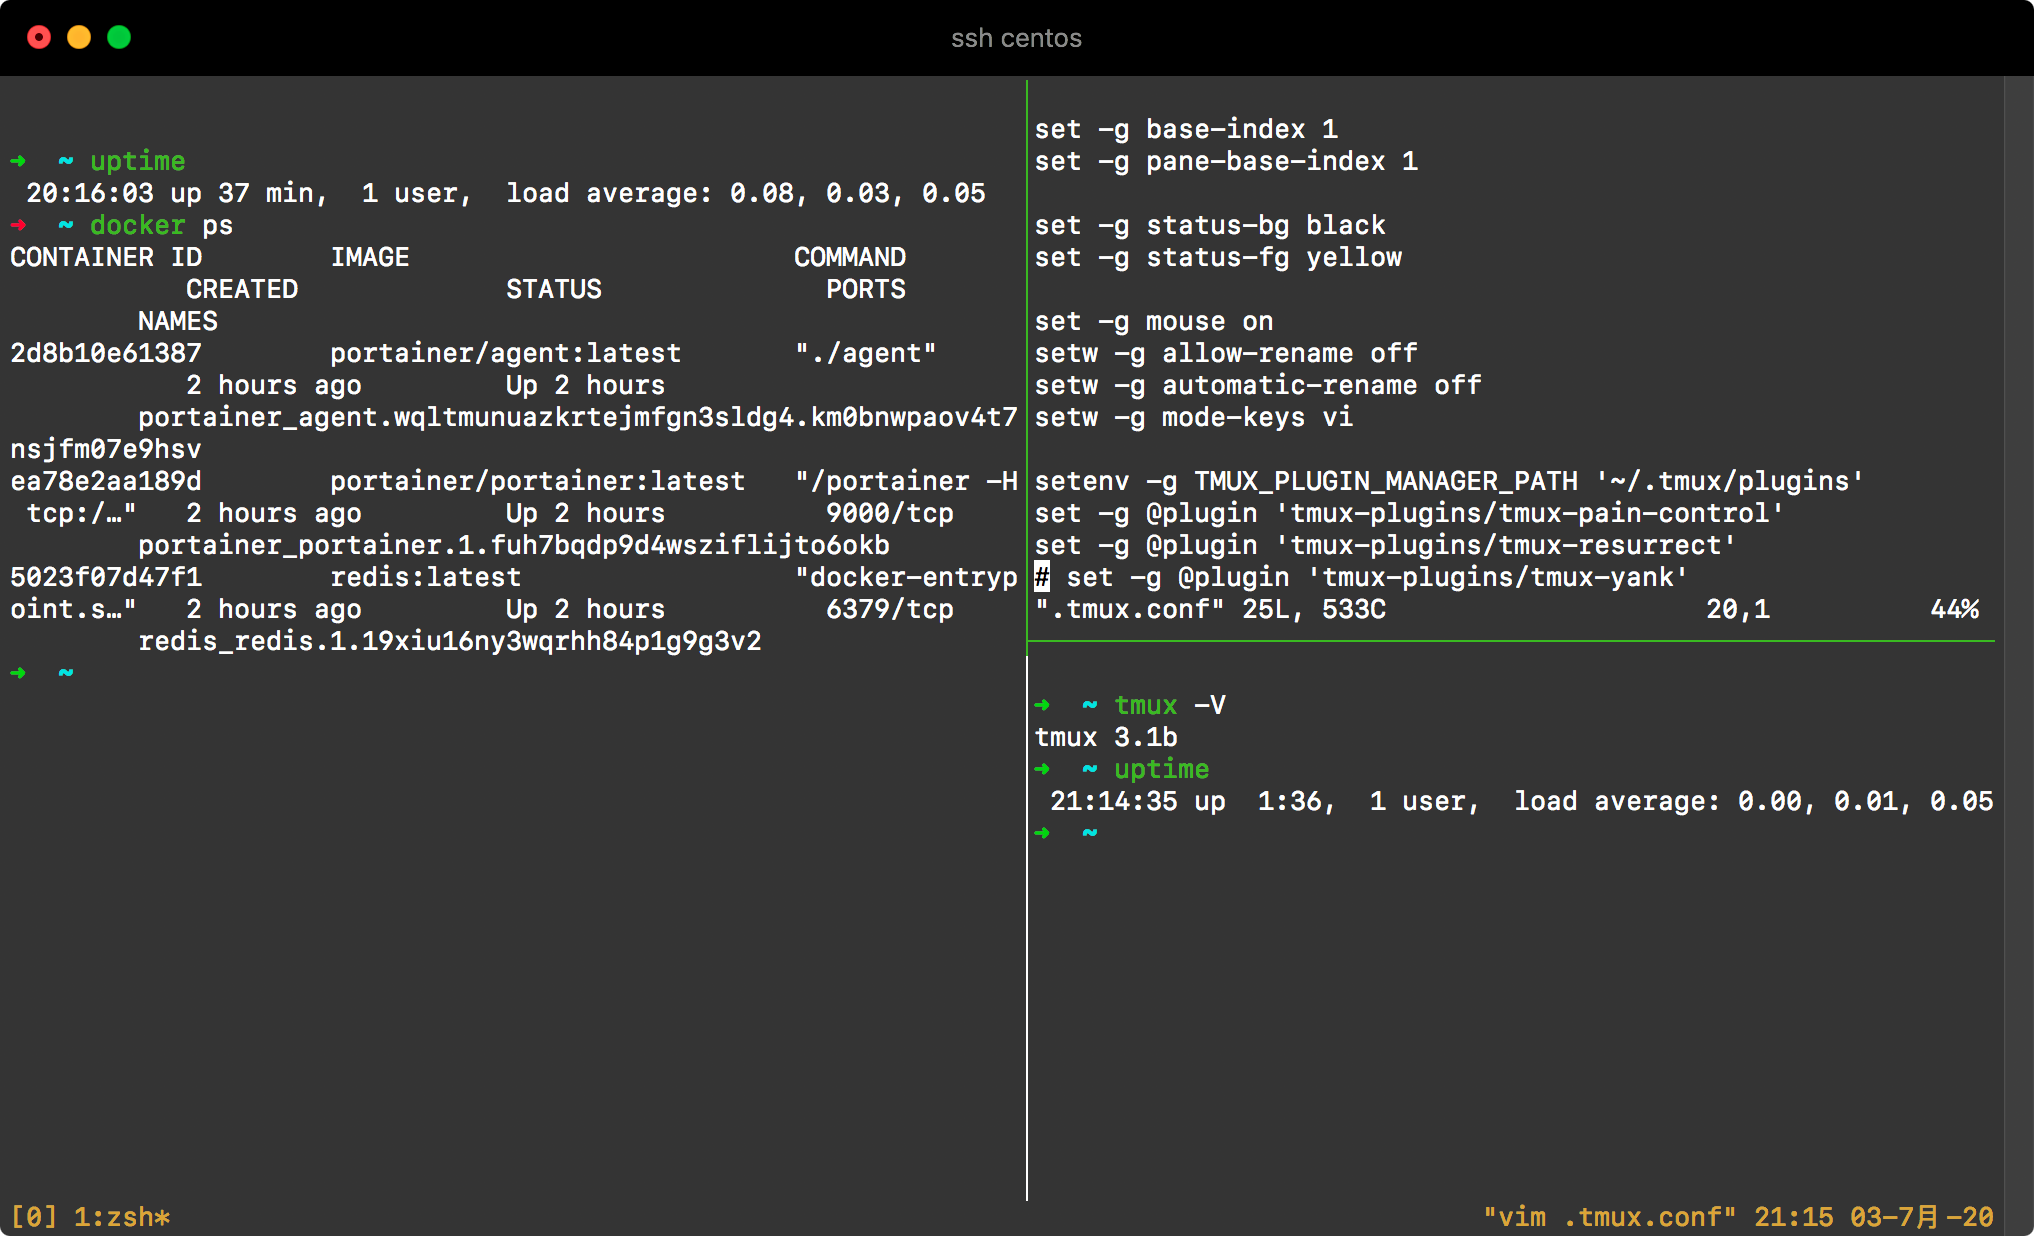 ssh centos
➜  ~ uptime
 20:16:03 up 37 min,  1 user,  load average: 0.08, 0.03, 0.05
➜  ~ docker ps
CONTAINER ID        IMAGE                        COMMAND
           CREATED             STATUS              PORTS
        NAMES
2d8b10e61387        portainer/agent:latest       "./agent"
           2 hours ago         Up 2 hours
        portainer_agent.wqltmunuazkrtejmfgn3sldg4.km0bnwpaov4t7
nsjfm07e9hsv
ea78e2aa189d        portainer/portainer:latest   "/portainer -H
 tcp:/…"   2 hours ago         Up 2 hours          9000/tcp
        portainer_portainer.1.fuh7bqdp9d4wsziflijto6okb
5023f07d47f1        redis:latest                 "docker-entryp
oint.s…"   2 hours ago         Up 2 hours          6379/tcp
        redis_redis.1.19xiu16ny3wqrhh84p1g9g3v2
➜  ~
set -g base-index 1
set -g pane-base-index 1
set -g status-bg black
set -g status-fg yellow
set -g mouse on
setw -g allow-rename off
setw -g automatic-rename off
setw -g mode-keys vi
setenv -g TMUX_PLUGIN_MANAGER_PATH '~/.tmux/plugins'
set -g @plugin 'tmux-plugins/tmux-pain-control'
set -g @plugin 'tmux-plugins/tmux-resurrect'
# set -g @plugin 'tmux-plugins/tmux-yank'
".tmux.conf" 25L, 533C                    20,1          44%
➜  ~ tmux -V
tmux 3.1b
➜  ~ uptime
 21:14:35 up  1:36,  1 user,  load average: 0.00, 0.01, 0.05
➜  ~
[0] 1:zsh*
"vim .tmux.conf" 21:15 03-7月-20